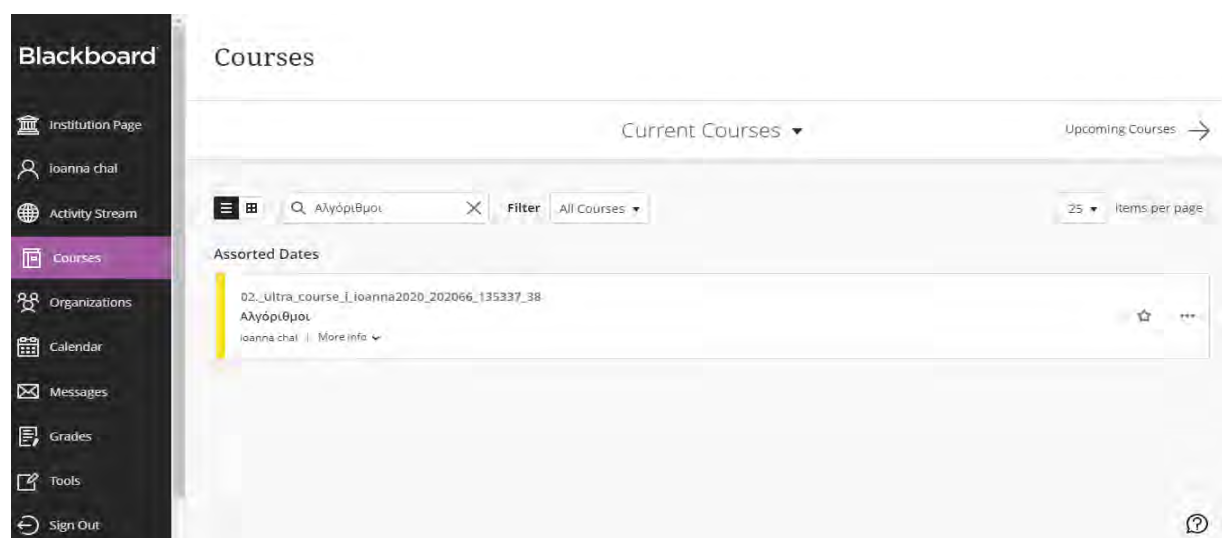 Blackboard
Institution Page
ioanna chal
Activity Stream
Courses
Organizations
Calendar
Messages
Grades
Tools
Sign Out
Courses
Current Courses
Upcoming Courses
Αλγόριθμοι Filter All Courses 25 items per page
Assorted Dates
02._ultra_course_i_ioanna2020_202066_135337_38
Αλγόριθμοι
ioanna chal | More info